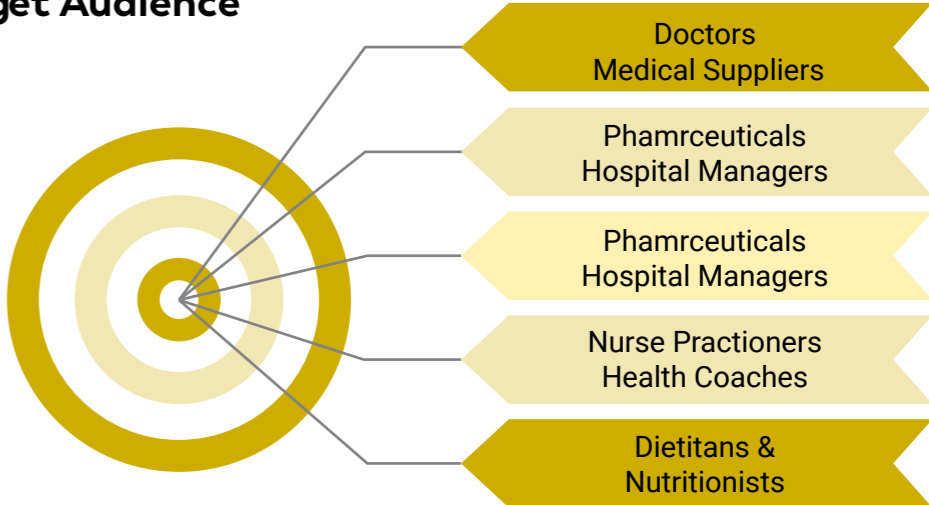 get Audience
Doctors
Medical Suppliers
Phamrceuticals
Hospital Managers
Phamrceuticals
Hospital Managers
Nurse Practioners
Health Coaches
Dietitans &
Nutritionists